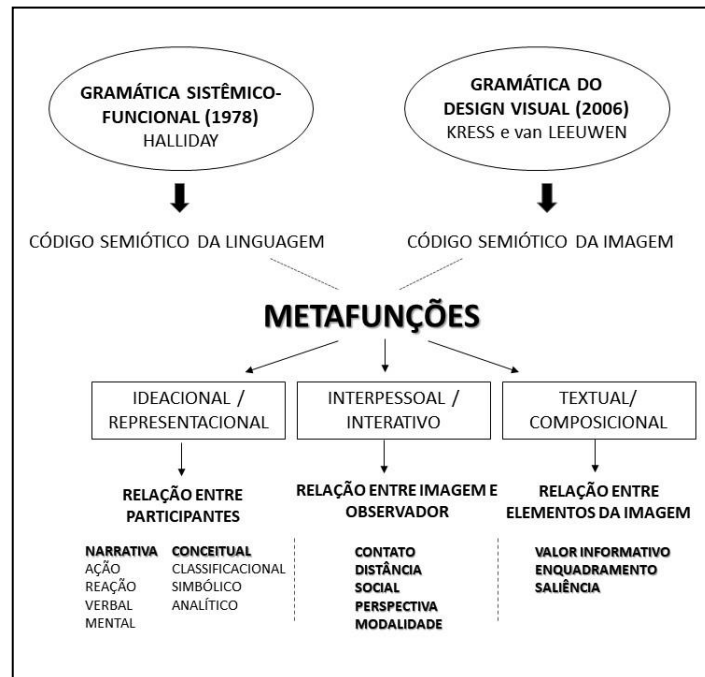 GRAMÁTICA SISTÊMICO-
FUNCIONAL (1978)
HALLIDAY
GRAMÁTICA DO
DESIGN VISUAL (2006)
KRESS e van LEEUWEN
CÓDIGO SEMIÓTICO DA LINGUAGEM
CÓDIGO SEMIÓTICO DA IMAGEM
METAFUNÇÕES
IDEACIONAL /
REPRESENTACIONAL
INTERPESSOAL /
INTERATIVO
TEXTUAL/
COMPOSICIONAL
RELAÇÃO ENTRE
PARTICIPANTES
RELAÇÃO ENTRE IMAGEM E
OBSERVADOR
RELAÇÃO ENTRE
ELEMENTOS DA IMAGEM
NARRATIVA
AÇÃO
REAÇÃO
VERBAL
MENTAL
CONCEITUAL
CLASSIFICACIONAL
SIMBÓLICO
ANALÍTICO
CONTATO
DISTÂNCIA
SOCIAL
PERSPECTIVA
MODALIDADE
VALOR INFORMATIVO
ENQUADRAMENTO
SALIÊNCIA